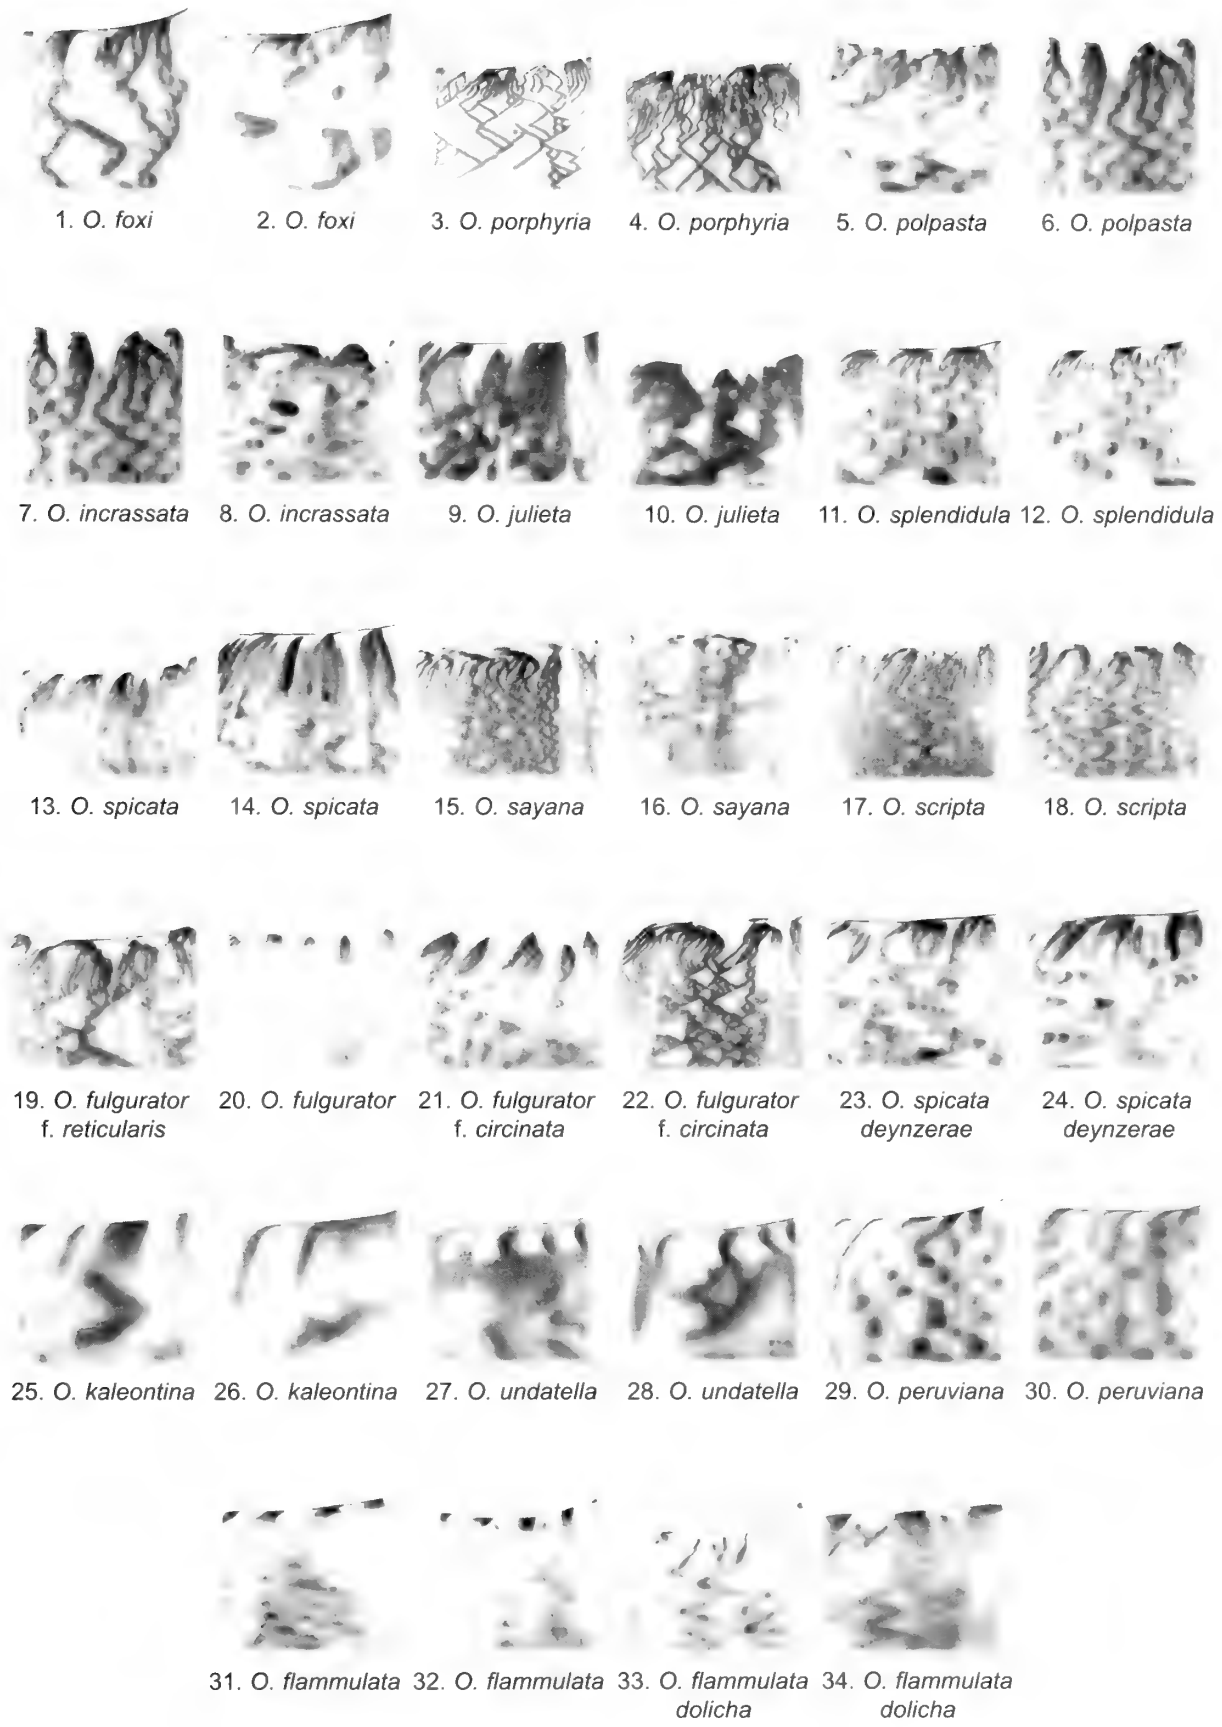 1. O. foxi 2. O. foxi 3. O. porphyria 4. O. porphyria 5. O. polpasta 6. O. polpasta
7. O. incrassata 8. O. incrassata 9. O. julieta 10. O. julieta 11. O. splendidula 12. O. splendidula
13. O. spicata 14. O. spicata 15. O. sayana 16. O. sayana 17. O. scripta 18. O. scripta
19. O. fulgurator 20. O. fulgurator 21. O. fulgurator 22. O. fulgurator 23. O. spicata 24. O. spicata
f. reticularis f. circinata f. circinata deynzerae deynzerae
25. O. kaleontina 26. O. kaleontina 27. O. undatella 28. O. undatella 29. O. peruviana 30. O. peruviana
31. O. flammulata 32. O. flammulata 33. O. flammulata 34. O. flammulata
dolicha dolicha